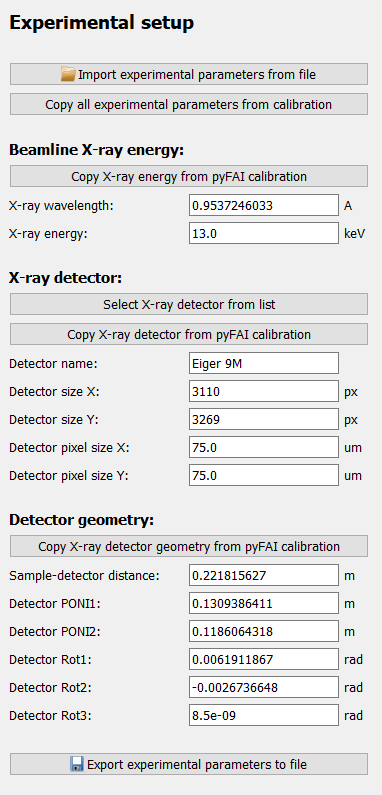 Experimental setup
Import experimental parameters from file
Copy all experimental parameters from calibration
Beamline X-ray energy:
Copy X-ray energy from pyFAI calibration
X-ray wavelength: 0.9537246033 A
X-ray energy: 13.0 keV
X-ray detector:
Select X-ray detector from list
Copy X-ray detector from pyFAI calibration
Detector name: Eiger 9M
Detector size X: 3110 px
Detector size Y: 3269 px
Detector pixel size X: 75.0 um
Detector pixel size Y: 75.0 um
Detector geometry:
Copy X-ray detector geometry from pyFAI calibration
Sample-detector distance: 0.221815627 m
Detector PONI1: 0.1309386411 m
Detector PONI2: 0.1186064318 m
Detector Rot1: 0.0061911867 rad
Detector Rot2: -0.0026736648 rad
Detector Rot3: 8.5e-09 rad
Export experimental parameters to file